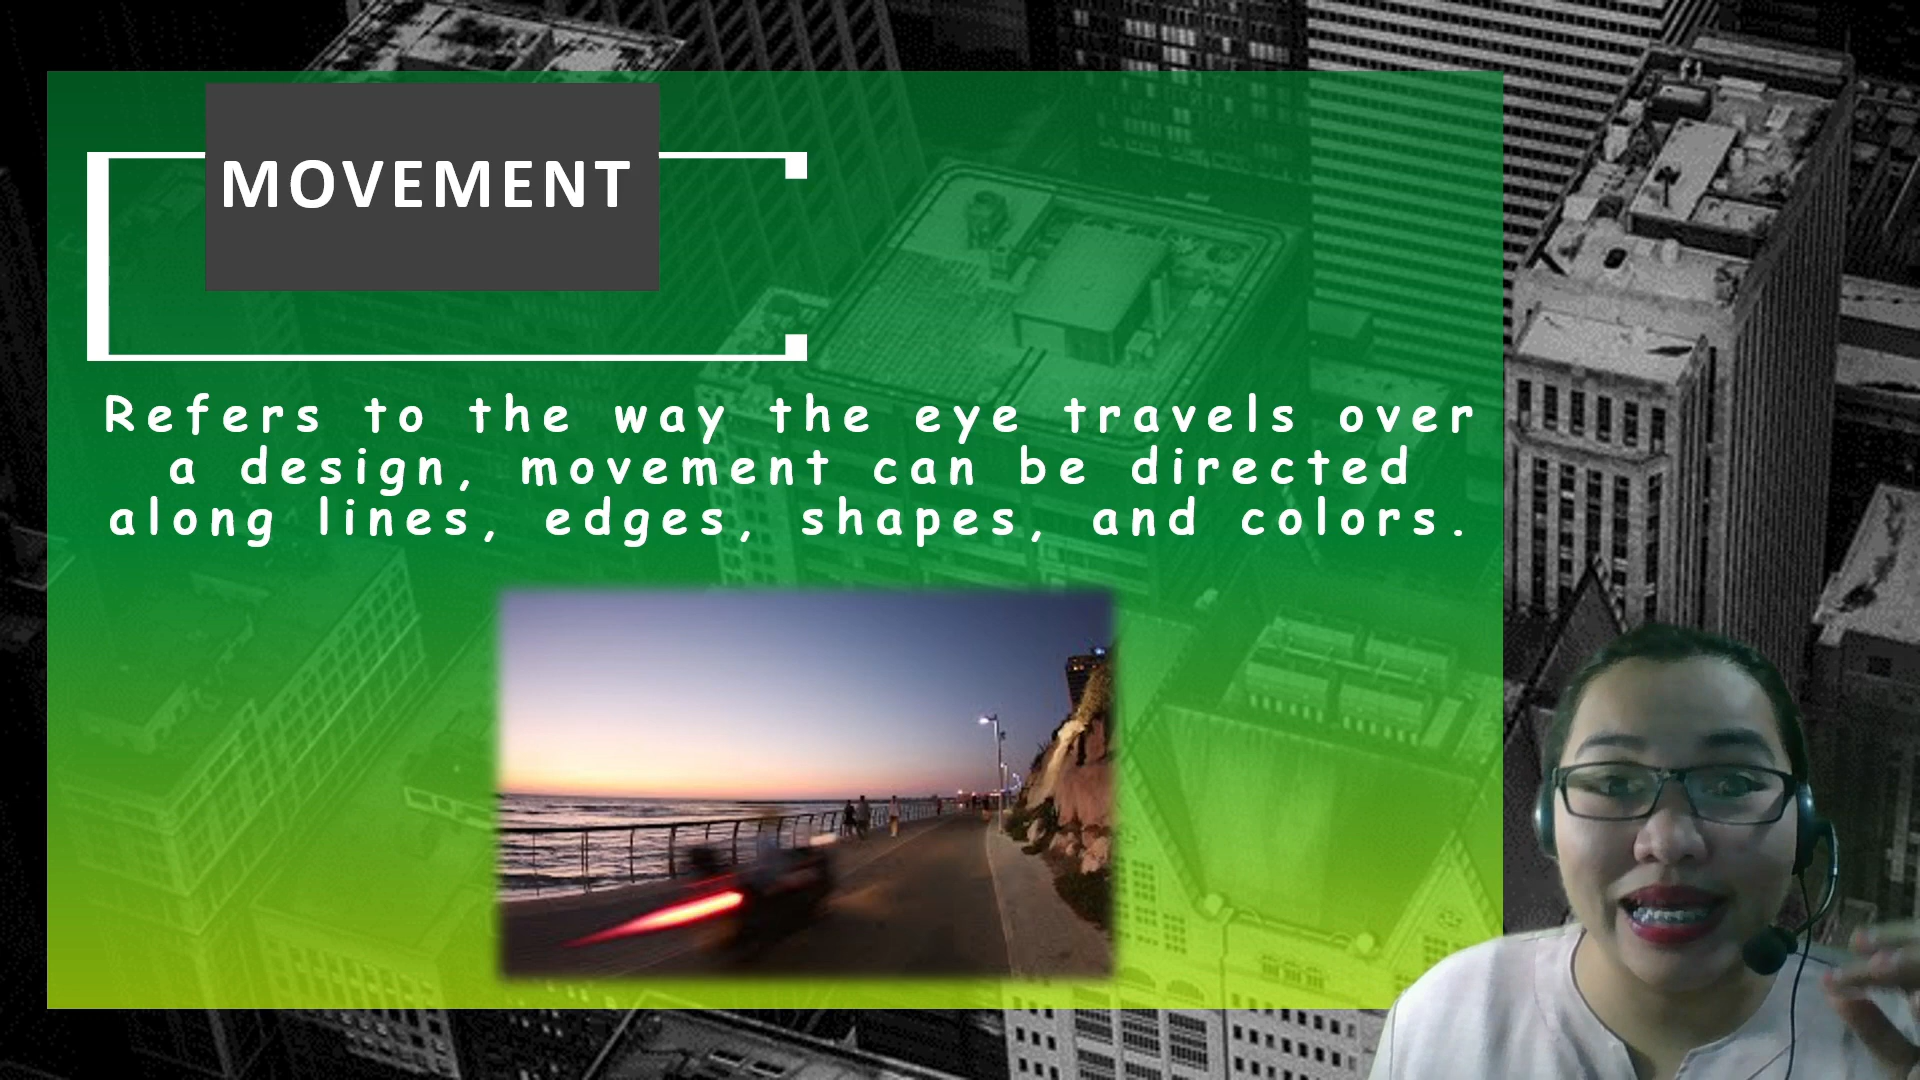 MOVEMENT
Refers to the way the eye travels over
a design, movement can be directed
along lines, edges, shapes, and colors.